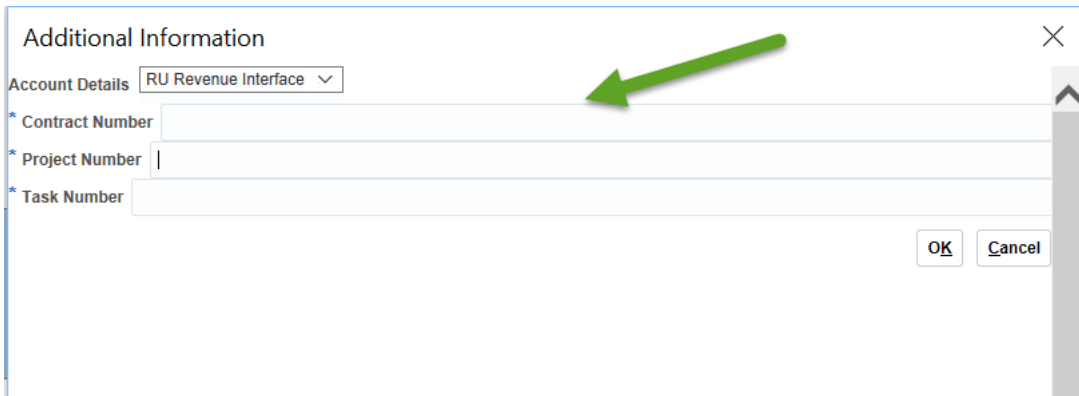 Additional Information
Account Details RU Revenue Interface
* Contract Number
* Project Number
* Task Number
OK Cancel